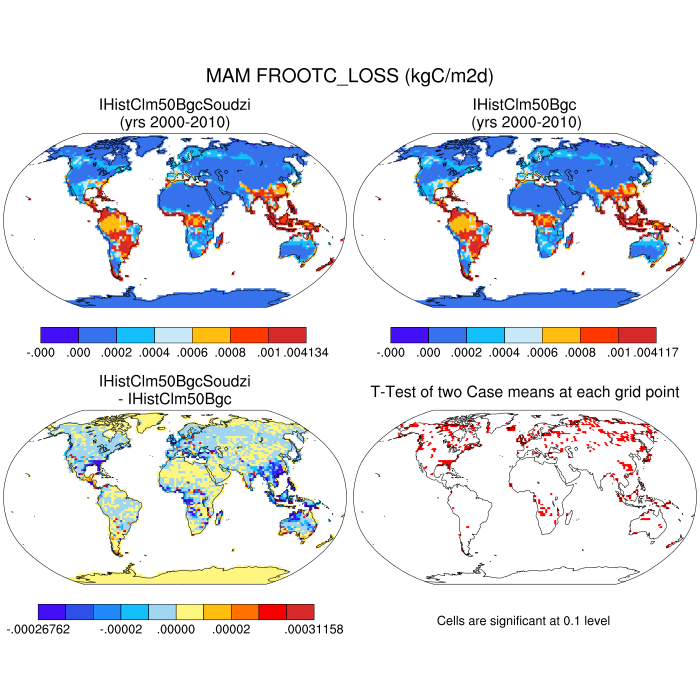 MAM FROOTC_LOSS (kgC/m2d)
IHistClm50BgcSoudzi
(yrs 2000-2010)
IHistClm50Bgc
(yrs 2000-2010)
-.000 .000 .0002 .0004 .0006 .0008 .001 .004134
-.000 .000 .0002 .0004 .0006 .0008 .001 .004117
IHistClm50BgcSoudzi
- IHistClm50Bgc
T-Test of two Case means at each grid point
-.00026762 -.00002 .00000 .00002 .00031158
Cells are significant at 0.1 level